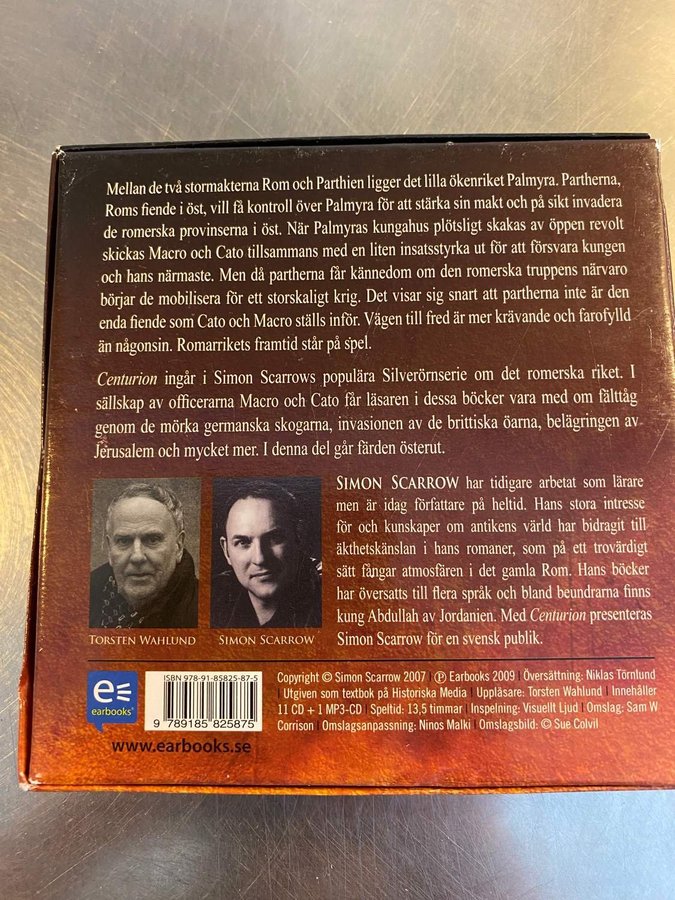 Mellan de två stormakterna Rom och Parthien ligger det lilla ökenriket Palmyra. Partherna,
Roms fiende i öst, vill få kontroll över Palmyra för att stärka sin makt och på sikt invadera
de romerska provinserna i öst. När Palmyras kungahus plötsligt skakas av öppen revolt
skickas Macro och Cato tillsammans med en liten insatsstyrka ut för att försvara kungen
och hans närmaste. Men då partherna får kännedom om den romerska truppens närvaro
börjar de mobilisera för ett storskaligt krig. Det visar sig snart att partherna inte är den
enda fiende som Cato och Macro ställs inför. Vägen till fred är mer krävande och farofylld
än någonsin. Romarrikets framtid står på spel.
Centurion ingår i Simon Scarrows populära Silverörnserie om det romerska riket. I
sällskap av officerarna Macro och Cato får läsaren i dessa böcker vara med om fälttåg
genom de mörka germanska skogarna, invasionen av de brittiska öarna, belägringen av
Jerusalem och mycket mer. I denna del går färden österut.
SIMON SCARROW har tidigare arbetat som lärare
men är idag författare på heltid. Hans stora intresse
för och kunskaper om antikens värld har bidragit till
äkthetskänslan i hans romaner, som på ett trovärdigt
sätt fångar atmosfären i det gamla Rom. Hans böcker
har översatts till flera språk och bland beundrarna finns
kung Abdullah av Jordanien. Med Centurion presenteras
Simon Scarrow för en svensk publik.
TORSTEN WAHLUND
SIMON SCARROW
e
earbooks
www.earbooks.se
ISBN 978-91-85825-87-5
9 789185 825875
Copyright © Simon Scarrow 2007 | ℗ Earbooks 2009 | Översättning: Niklas Törnlund
| Utgiven som textbok på Historiska Media | Uppläsare: Torsten Wahlund | Innehåller
11 CD + 1 MP3-CD | Speltid: 13,5 timmar | Inspelning: Visuellt Ljud | Omslag: Sam W
Corrison | Omslagsanpassning: Ninos Malki | Omslagsbild: © Sue Colvil